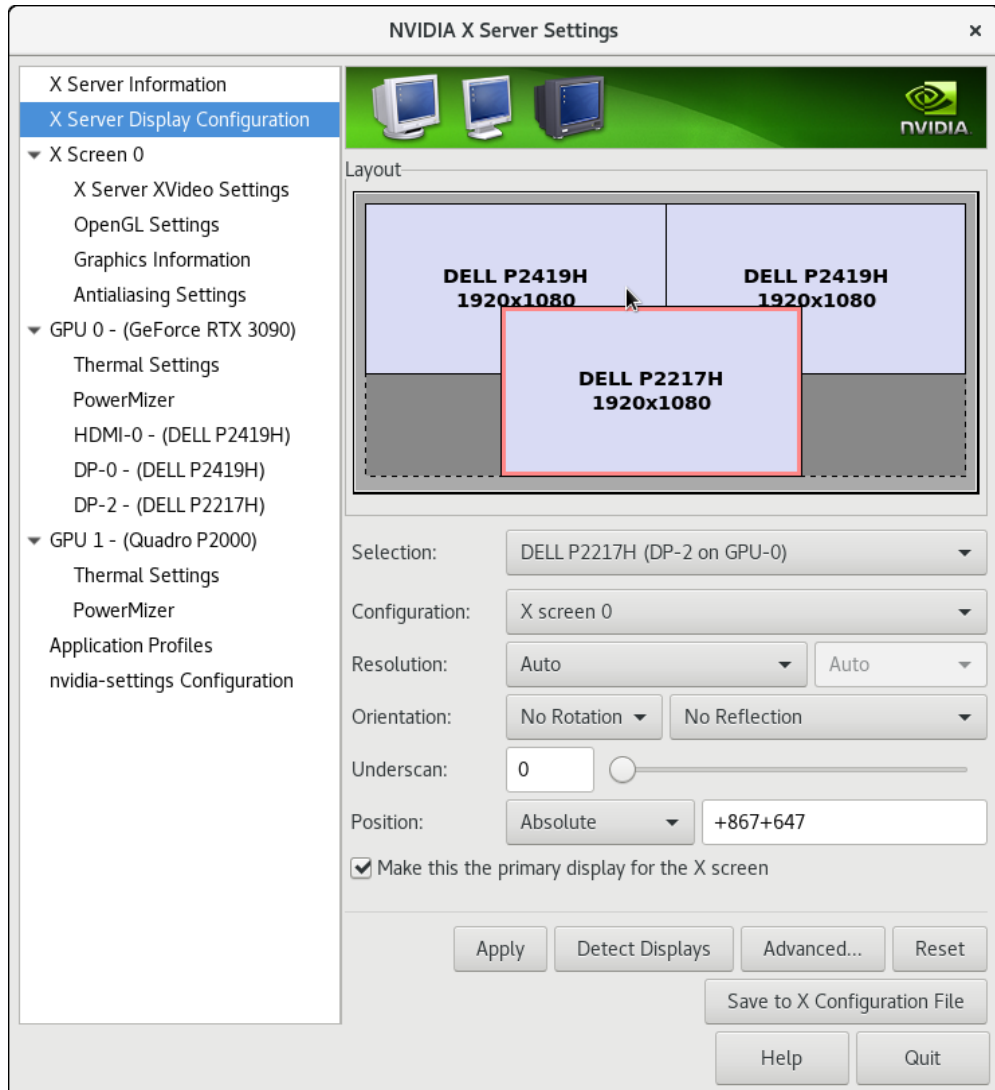 NVIDIA X Server Settings
X Server Information
X Server Display Configuration
X Screen 0
X Server XVideo Settings
OpenGL Settings
Graphics Information
Antialiasing Settings
GPU 0 - (GeForce RTX 3090)
Thermal Settings
PowerMizer
HDMI-0 - (DELL P2419H)
DP-0 - (DELL P2419H)
DP-2 - (DELL P2217H)
GPU 1 - (Quadro P2000)
Thermal Settings
PowerMizer
Application Profiles
nvidia-settings Configuration
NVIDIA.
Layout
DELL P2419H
1920x1080
DELL P2419H
1920x1080
DELL P2217H
1920x1080
Selection: DELL P2217H (DP-2 on GPU-0)
Configuration: X screen 0
Resolution: Auto Auto
Orientation: No Rotation No Reflection
Underscan: 0
Position: Absolute +867+647
Make this the primary display for the X screen
Apply Detect Displays Advanced... Reset
Save to X Configuration File
Help Quit